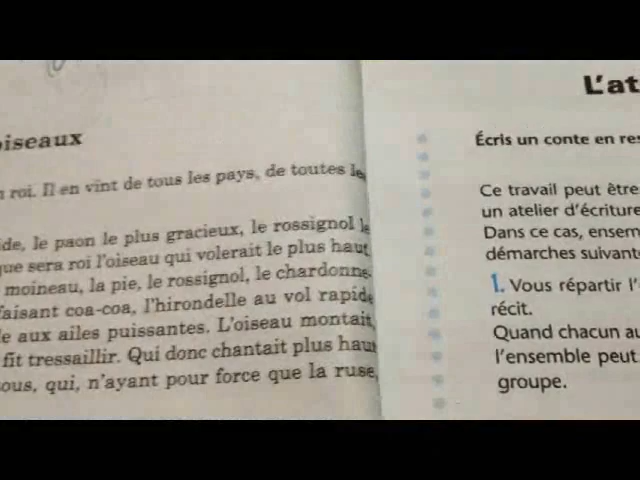 oiseaux
roi. Il en vint de tous les pays, de toutes le
ide, le paon le plus gracieux, le rossignol le
que sera roi l'oiseau qui volerait le plus haut
moineau, la pie, le rossignol, le chardonne-
faisant coa-coa, l'hirondelle au vol rapide
e aux ailes puissantes. L'oiseau montait,
fit tressaillir. Qui donc chantait plus hau
ous, qui, n'ayant pour force que la ruse,
L'at
Écris un conte en res
Ce travail peut être
un atelier d'écriture
Dans ce cas, ensem
démarches suivant
1. Vous répartir l'
récit.
Quand chacun au
l'ensemble peut
groupe.